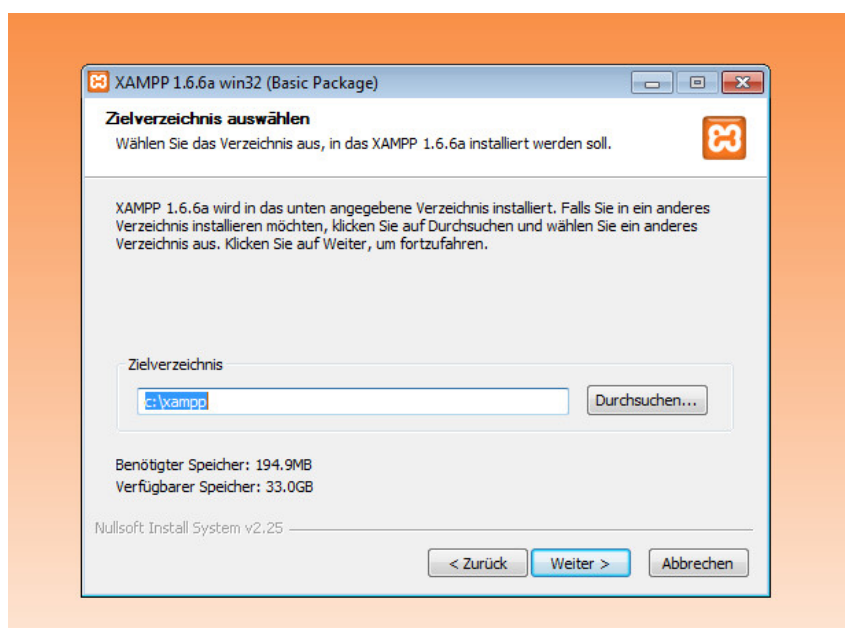 XAMPP 1.6.6a win32 (Basic Package)
Zielverzeichnis auswählen
Wählen Sie das Verzeichnis aus, in das XAMPP 1.6.6a installiert werden soll.
XAMPP 1.6.6a wird in das unten angegebene Verzeichnis installiert. Falls Sie in ein anderes
Verzeichnis installieren möchten, klicken Sie auf Durchsuchen und wählen Sie ein anderes
Verzeichnis aus. Klicken Sie auf Weiter, um fortzufahren.
Zielverzeichnis
c:\xampp
Durchsuchen...
Benötigter Speicher: 194.9MB
Verfügbarer Speicher: 33.0GB
Nullsoft Install System v2.25
< Zurück
Weiter >
Abbrechen